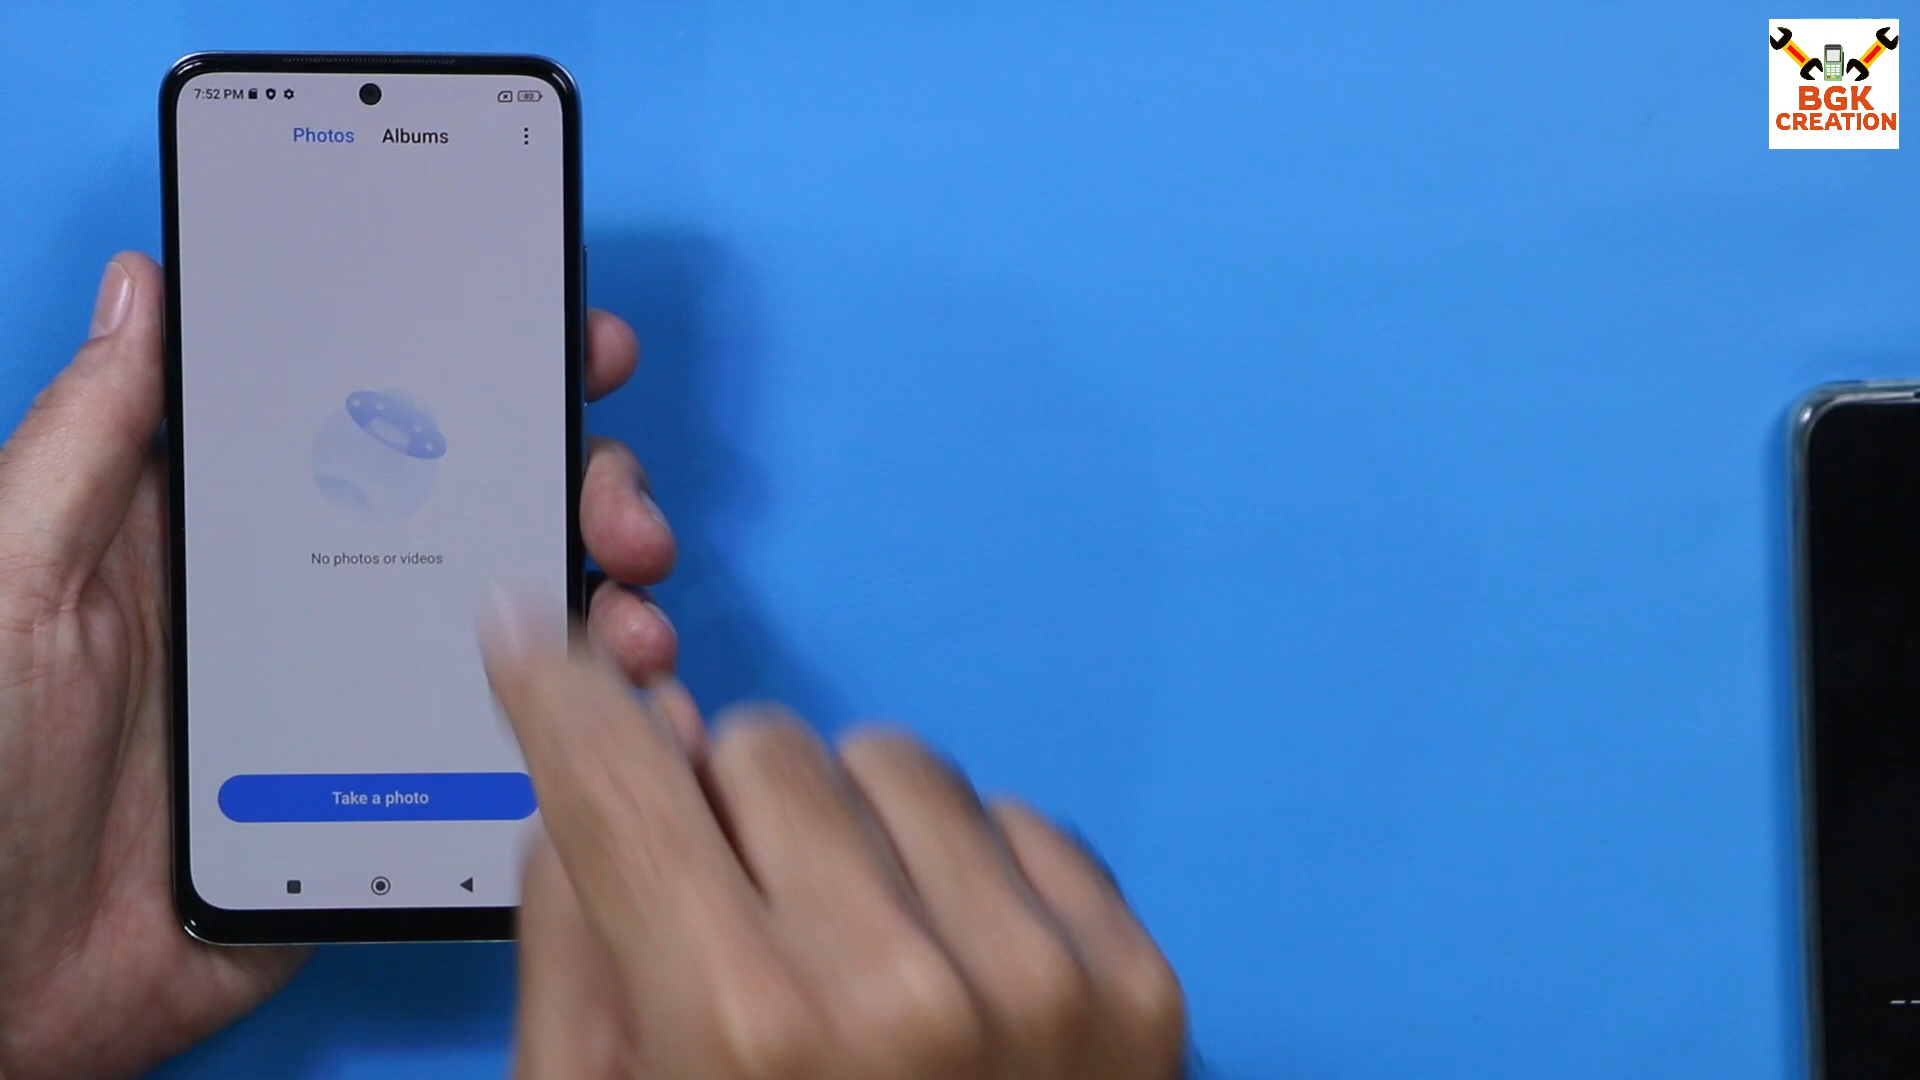 7:52 PM
Photos Albums
No photos or videos
Take a photo
BGK
CREATION